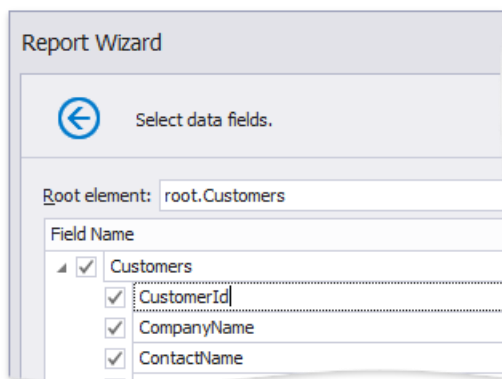 Report Wizard
Select data fields.
Root element: root.Customers
Field Name
Customers
CustomerId
CompanyName
ContactName